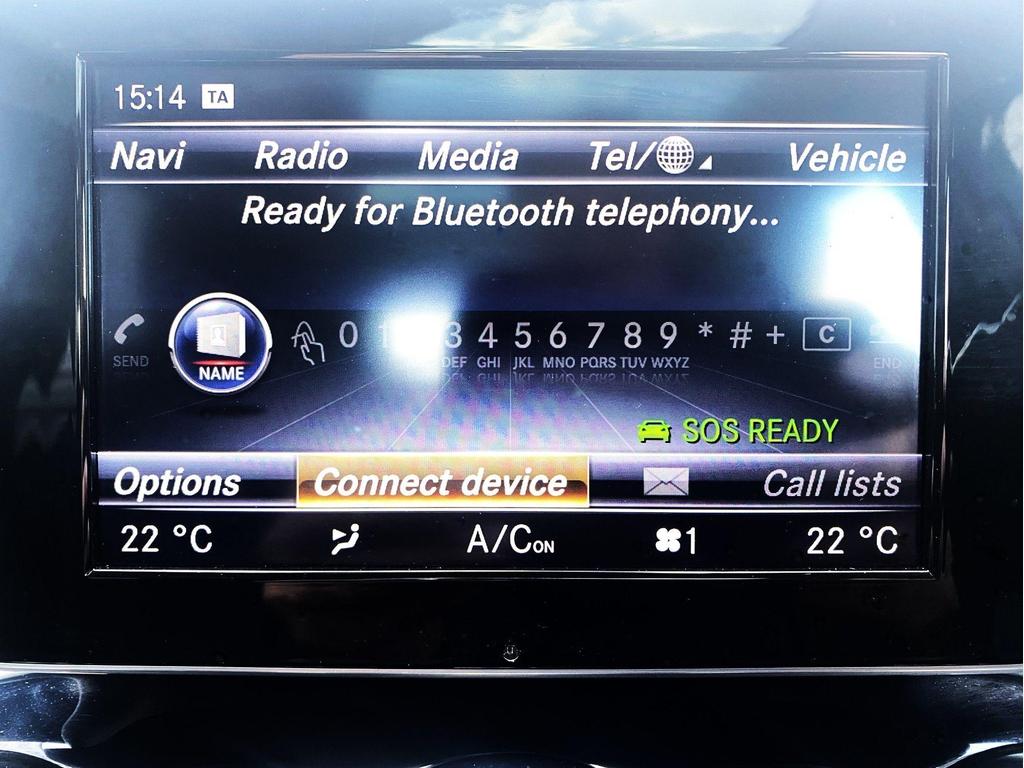 15:14 TA
Navi Radio Media Tel/ Vehicle
Ready for Bluetooth telephony...
0 1 3 4 5 6 7 8 9 * # + C
SEND NAME DEF GHI JKL MNO PQRS TUV WXYZ END
SOS READY
Options Connect device Call lists
22 °C A/C ON 1 22 °C